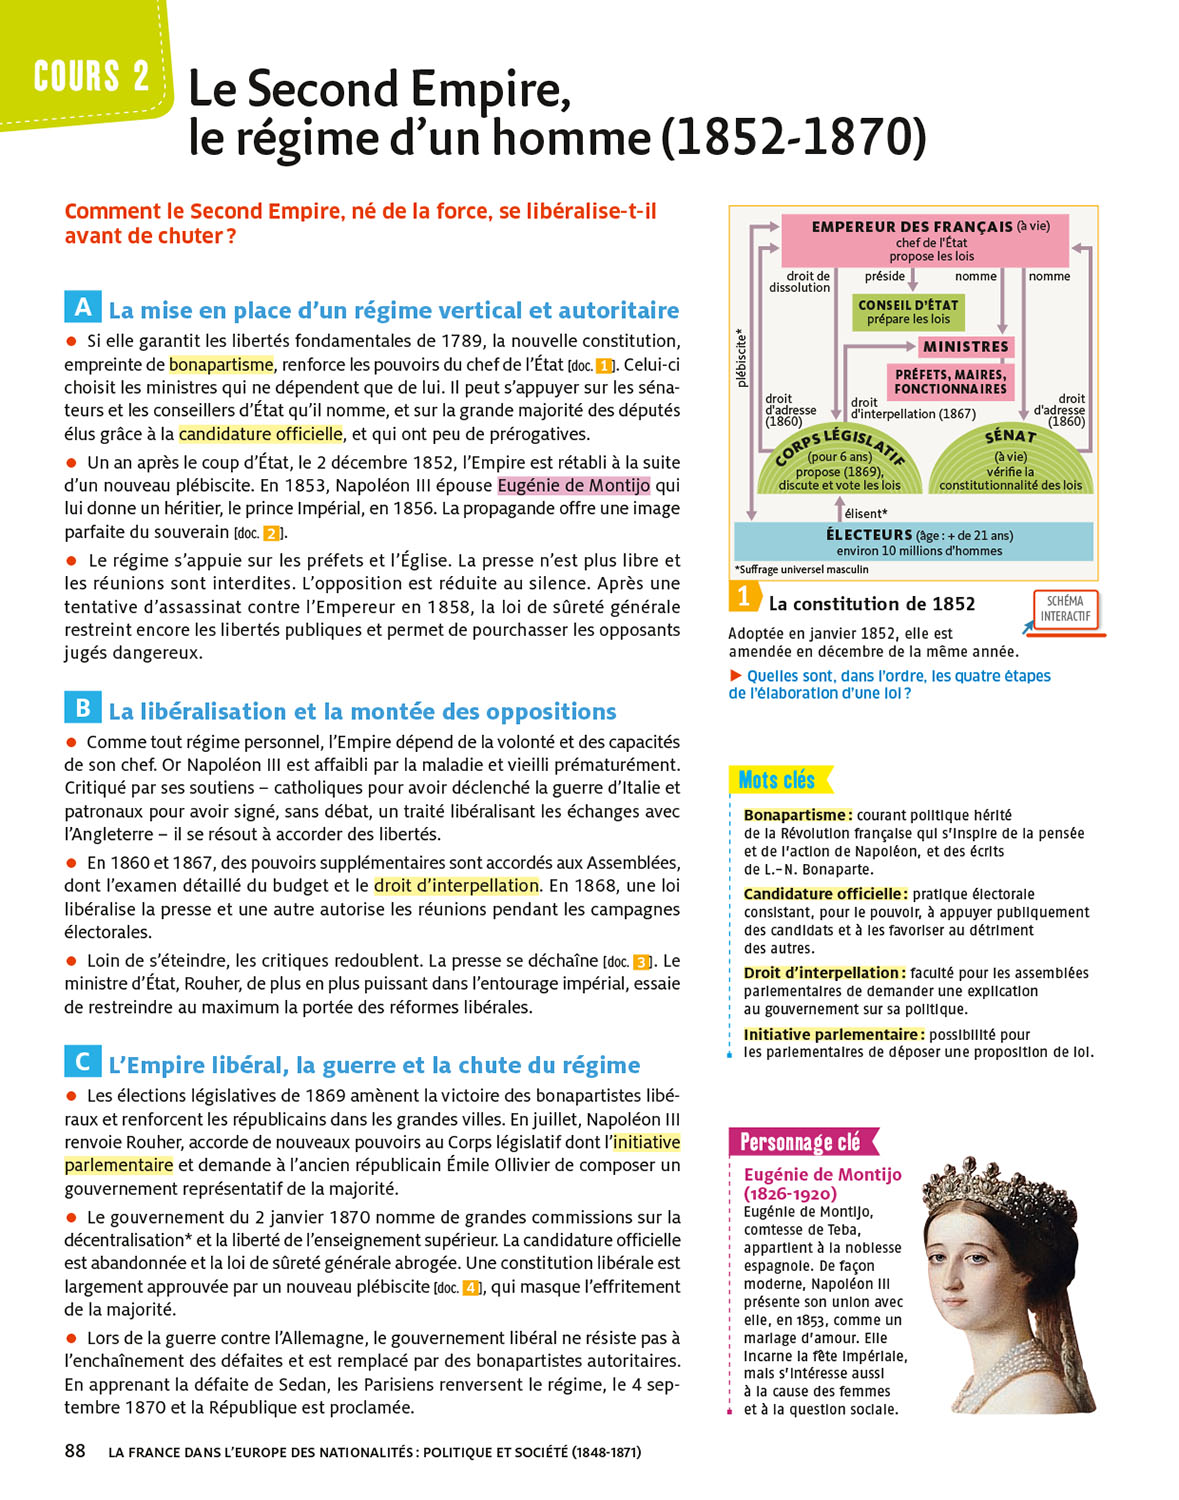 COURS 2
Le Second Empire,
le régime d'un homme (1852-1870)
Comment le Second Empire, né de la force, se libéralise-t-il
avant de chuter ?
A La mise en place d'un régime vertical et autoritaire
• Si elle garantit les libertés fondamentales de 1789, la nouvelle constitution,
empreinte de bonapartisme, renforce les pouvoirs du chef de l'État [doc. 1]. Celui-ci
choisit les ministres qui ne dépendent que de lui. Il peut s'appuyer sur les séna-
teurs et les conseillers d'État qu'il nomme, et sur la grande majorité des députés
élus grâce à la candidature officielle, et qui ont peu de prérogatives.
• Un an après le coup d'État, le 2 décembre 1852, l'Empire est rétabli à la suite
d'un nouveau plébiscite. En 1853, Napoléon III épouse Eugénie de Montijo qui
lui donne un héritier, le prince Impérial, en 1856. La propagande offre une image
parfaite du souverain [doc. 2].
• Le régime s'appuie sur les préfets et l'Église. La presse n'est plus libre et
les réunions sont interdites. L'opposition est réduite au silence. Après une
tentative d'assassinat contre l'Empereur en 1858, la loi de sûreté générale
restreint encore les libertés publiques et permet de pourchasser les opposants
jugés dangereux.
B La libéralisation et la montée des oppositions
• Comme tout régime personnel, l'Empire dépend de la volonté et des capacités
de son chef. Or Napoléon III est affaibli par la maladie et vieilli prématurément.
Critiqué par ses soutiens – catholiques pour avoir déclenché la guerre d'Italie et
patronaux pour avoir signé, sans débat, un traité libéralisant les échanges avec
l'Angleterre – il se résout à accorder des libertés.
• En 1860 et 1867, des pouvoirs supplémentaires sont accordés aux Assemblées,
dont l'examen détaillé du budget et le droit d'interpellation. En 1868, une loi
libéralise la presse et une autre autorise les réunions pendant les campagnes
électorales.
• Loin de s'éteindre, les critiques redoublent. La presse se déchaîne [doc. 3]. Le
ministre d'État, Rouher, de plus en plus puissant dans l'entourage impérial, essaie
de restreindre au maximum la portée des réformes libérales.
C L'Empire libéral, la guerre et la chute du régime
• Les élections législatives de 1869 amènent la victoire des bonapartistes libé-
raux et renforcent les républicains dans les grandes villes. En juillet, Napoléon III
renvoie Rouher, accorde de nouveaux pouvoirs au Corps législatif dont l'initiative
parlementaire et demande à l'ancien républicain Émile Ollivier de composer un
gouvernement représentatif de la majorité.
• Le gouvernement du 2 janvier 1870 nomme de grandes commissions sur la
décentralisation* et la liberté de l'enseignement supérieur. La candidature officielle
est abandonnée et la loi de sûreté générale abrogée. Une constitution libérale est
largement approuvée par un nouveau plébiscite [doc. 4], qui masque l'effritement
de la majorité.
• Lors de la guerre contre l'Allemagne, le gouvernement libéral ne résiste pas à
l'enchaînement des défaites et est remplacé par des bonapartistes autoritaires.
En apprenant la défaite de Sedan, les Parisiens renversent le régime, le 4 sep-
tembre 1870 et la République est proclamée.
EMPEREUR DES FRANÇAIS (à vie)
chef de l'État
propose les lois
droit de
dissolution
préside
nomme
nomme
CONSEIL D'ÉTAT
prépare les lois
MINISTRES
PRÉFETS, MAIRES,
FONCTIONNAIRES
plébiscite*
droit
d'adresse
(1860)
droit
d'interpellation (1867)
droit
d'adresse
(1860)
CORPS LÉGISLATIF
(pour 6 ans)
propose (1869),
discute et vote les lois
SÉNAT
(à vie)
vérifie la
constitutionnalité des lois
élisent*
ÉLECTEURS (âge : + de 21 ans)
environ 10 millions d'hommes
*Suffrage universel masculin
1 La constitution de 1852
SCHÉMA
INTERACTIF
Adoptée en janvier 1852, elle est
amendée en décembre de la même année.
► Quelles sont, dans l'ordre, les quatre étapes
de l'élaboration d'une loi ?
Mots clés
Bonapartisme : courant politique hérité
de la Révolution française qui s'inspire de la pensée
et de l'action de Napoléon, et des écrits
de L.-N. Bonaparte.
Candidature officielle : pratique électorale
consistant, pour le pouvoir, à appuyer publiquement
des candidats et à les favoriser au détriment
des autres.
Droit d'interpellation : faculté pour les assemblées
parlementaires de demander une explication
au gouvernement sur sa politique.
Initiative parlementaire : possibilité pour
les parlementaires de déposer une proposition de loi.
Personnage clé
Eugénie de Montijo
(1826-1920)
Eugénie de Montijo,
comtesse de Teba,
appartient à la noblesse
espagnole. De façon
moderne, Napoléon III
présente son union avec
elle, en 1853, comme un
mariage d'amour. Elle
incarne la fête impériale,
mais s'intéresse aussi
à la cause des femmes
et à la question sociale.
88 LA FRANCE DANS L'EUROPE DES NATIONALITÉS : POLITIQUE ET SOCIÉTÉ (1848-1871)